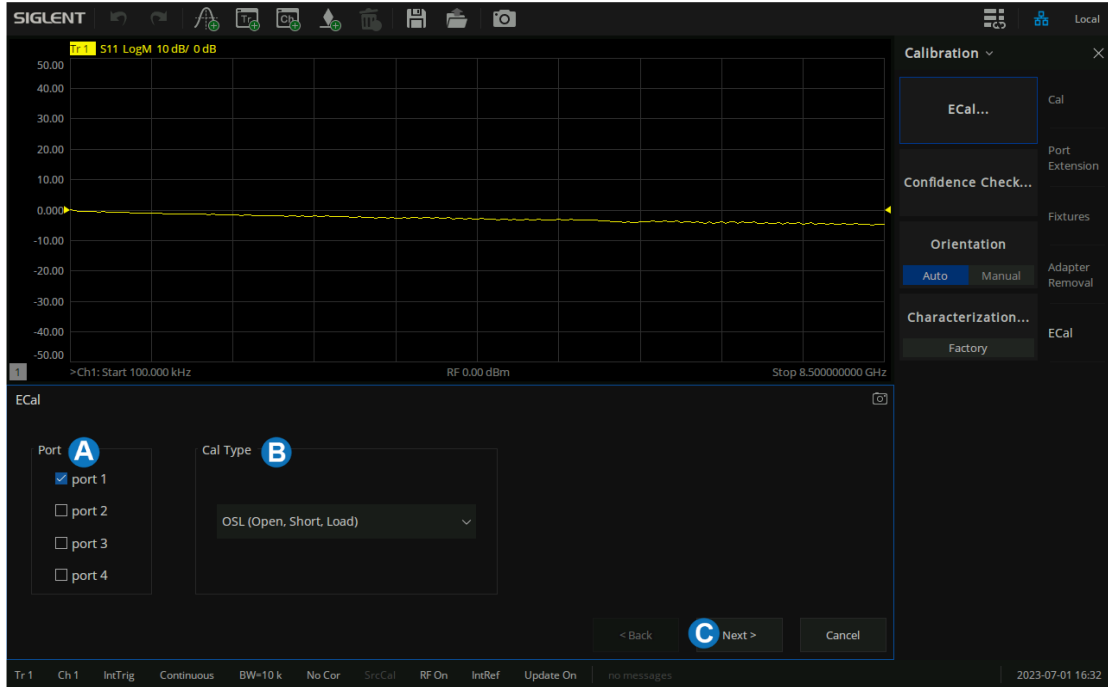 SIGLENT
Tr
Ch
Local
Tr 1 S11 LogM 10 dB/ 0 dB
50.00
40.00
30.00
20.00
10.00
0.000
-10.00
-20.00
-30.00
-40.00
-50.00
1
>Ch1: Start 100.000 kHz RF 0.00 dBm Stop 8.500000000 GHz
Calibration
ECal...
Confidence Check...
Orientation
Auto Manual
Characterization...
Factory
Cal
Port
Extension
Fixtures
Adapter
Removal
ECal
ECal
Port A
port 1
port 2
port 3
port 4
Cal Type B
OSL (Open, Short, Load)
< Back C Next > Cancel
Tr 1 Ch 1 IntTrig Continuous BW=10 k No Cor SrcCal RF On IntRef Update On no messages 2023-07-01 16:32